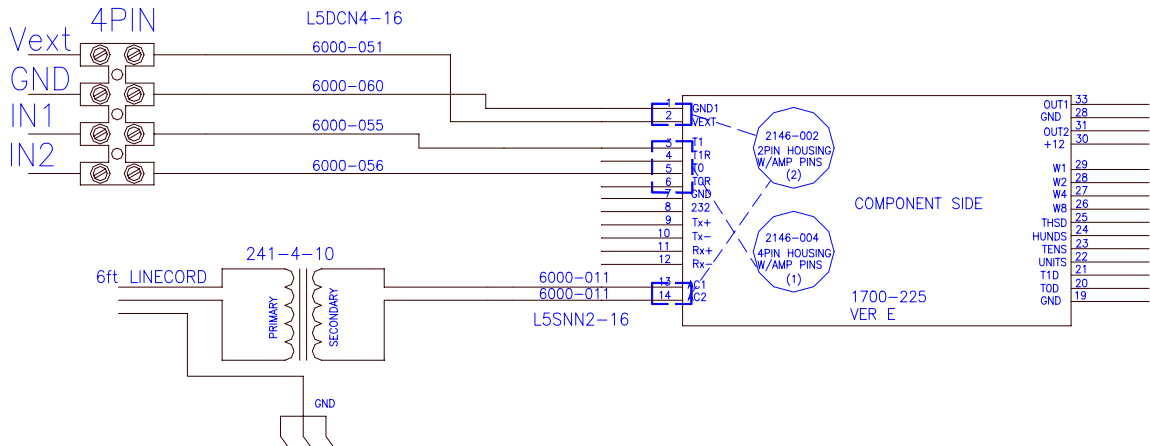 4PIN
L5DCN4-16
Vext
6000-051
GND
6000-060
IN1
6000-055
IN2
6000-056
1
GND1
2
VEXT
3
T1
4
T1R
5
T0
6
T0R
7
GND
8
232
9
Tx+
10
Tx-
11
Rx+
12
Rx-
13
AC1
14
AC2
2146-002
2PIN HOUSING
W/AMP PINS
(2)
2146-004
4PIN HOUSING
W/AMP PINS
(1)
COMPONENT SIDE
1700-225
VER E
OUT1
33
GND
28
OUT2
31
+12
30
W1
29
W2
28
W4
27
W8
26
THSD
25
HUNDS
24
TENS
23
UNITS
22
T1D
21
T0D
20
GND
19
241-4-10
6ft LINECORD
PRIMARY
SECONDARY
6000-011
6000-011
L5SNN2-16
GND